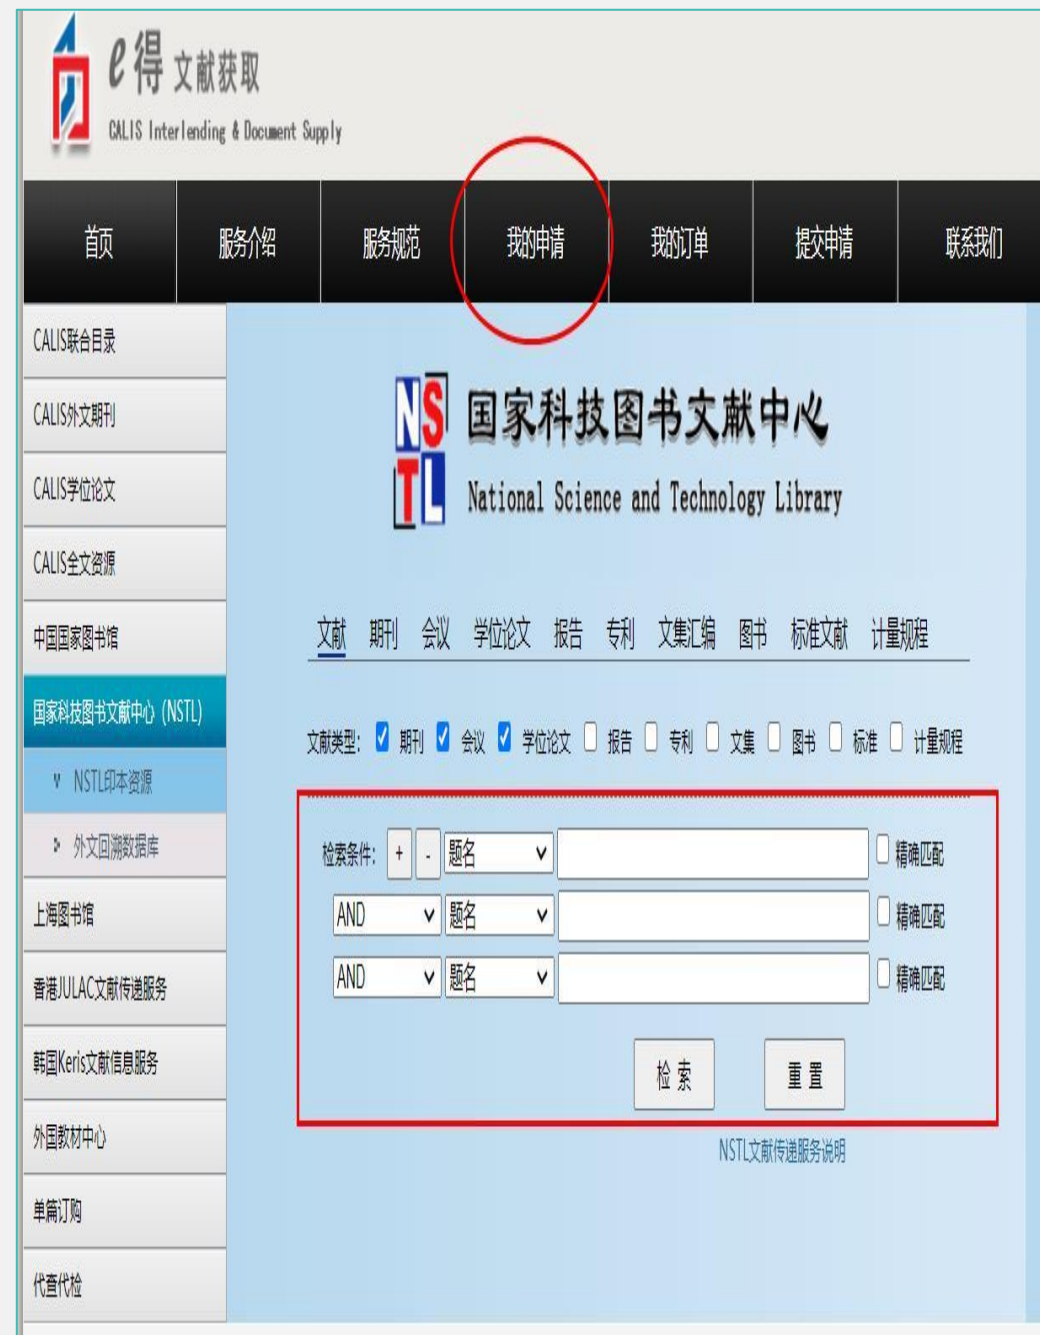 e得 文献获取
CALIS Interlending & Document Supply
首页 服务介绍 服务规范 我的申请 我的订单 提交申请 联系我们
CALIS联合目录
CALIS外文期刊
CALIS学位论文
CALIS全文资源
中国国家图书馆
国家科技图书文献中心 (NSTL)
NSTL印本资源
外文回溯数据库
上海图书馆
香港JULAC文献传递服务
韩国Keris文献信息服务
外国教材中心
单篇订购
代查代检
NSTL
国家科技图书文献中心
National Science and Technology Library
文献 期刊 会议 学位论文 报告 专利 文集汇编 图书 标准文献 计量规程
文献类型: 期刊 会议 学位论文 报告 专利 文集 图书 标准 计量规程
检索条件: + - 题名 精确匹配
AND 题名 精确匹配
AND 题名 精确匹配
检 索 重 置
NSTL文献传递服务说明